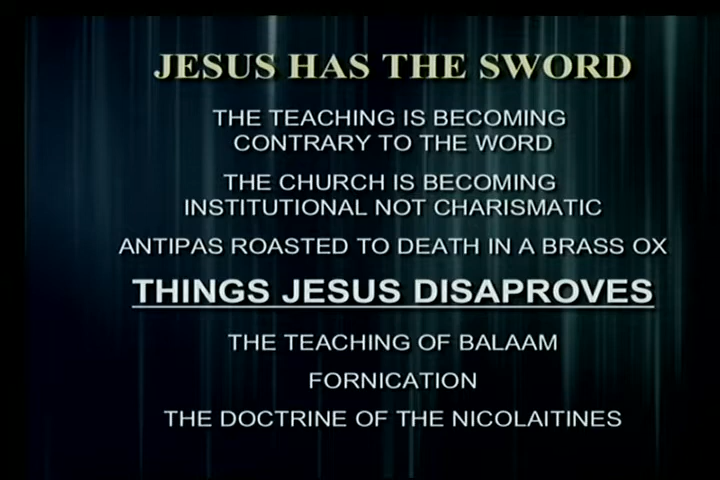 JESUS HAS THE SWORD
THE TEACHING IS BECOMING
CONTRARY TO THE WORD
THE CHURCH IS BECOMING
INSTITUTIONAL NOT CHARISMATIC
ANTIPAS ROASTED TO DEATH IN A BRASS OX
THINGS JESUS DISAPROVES
THE TEACHING OF BALAAM
FORNICATION
THE DOCTRINE OF THE NICOLAITINES